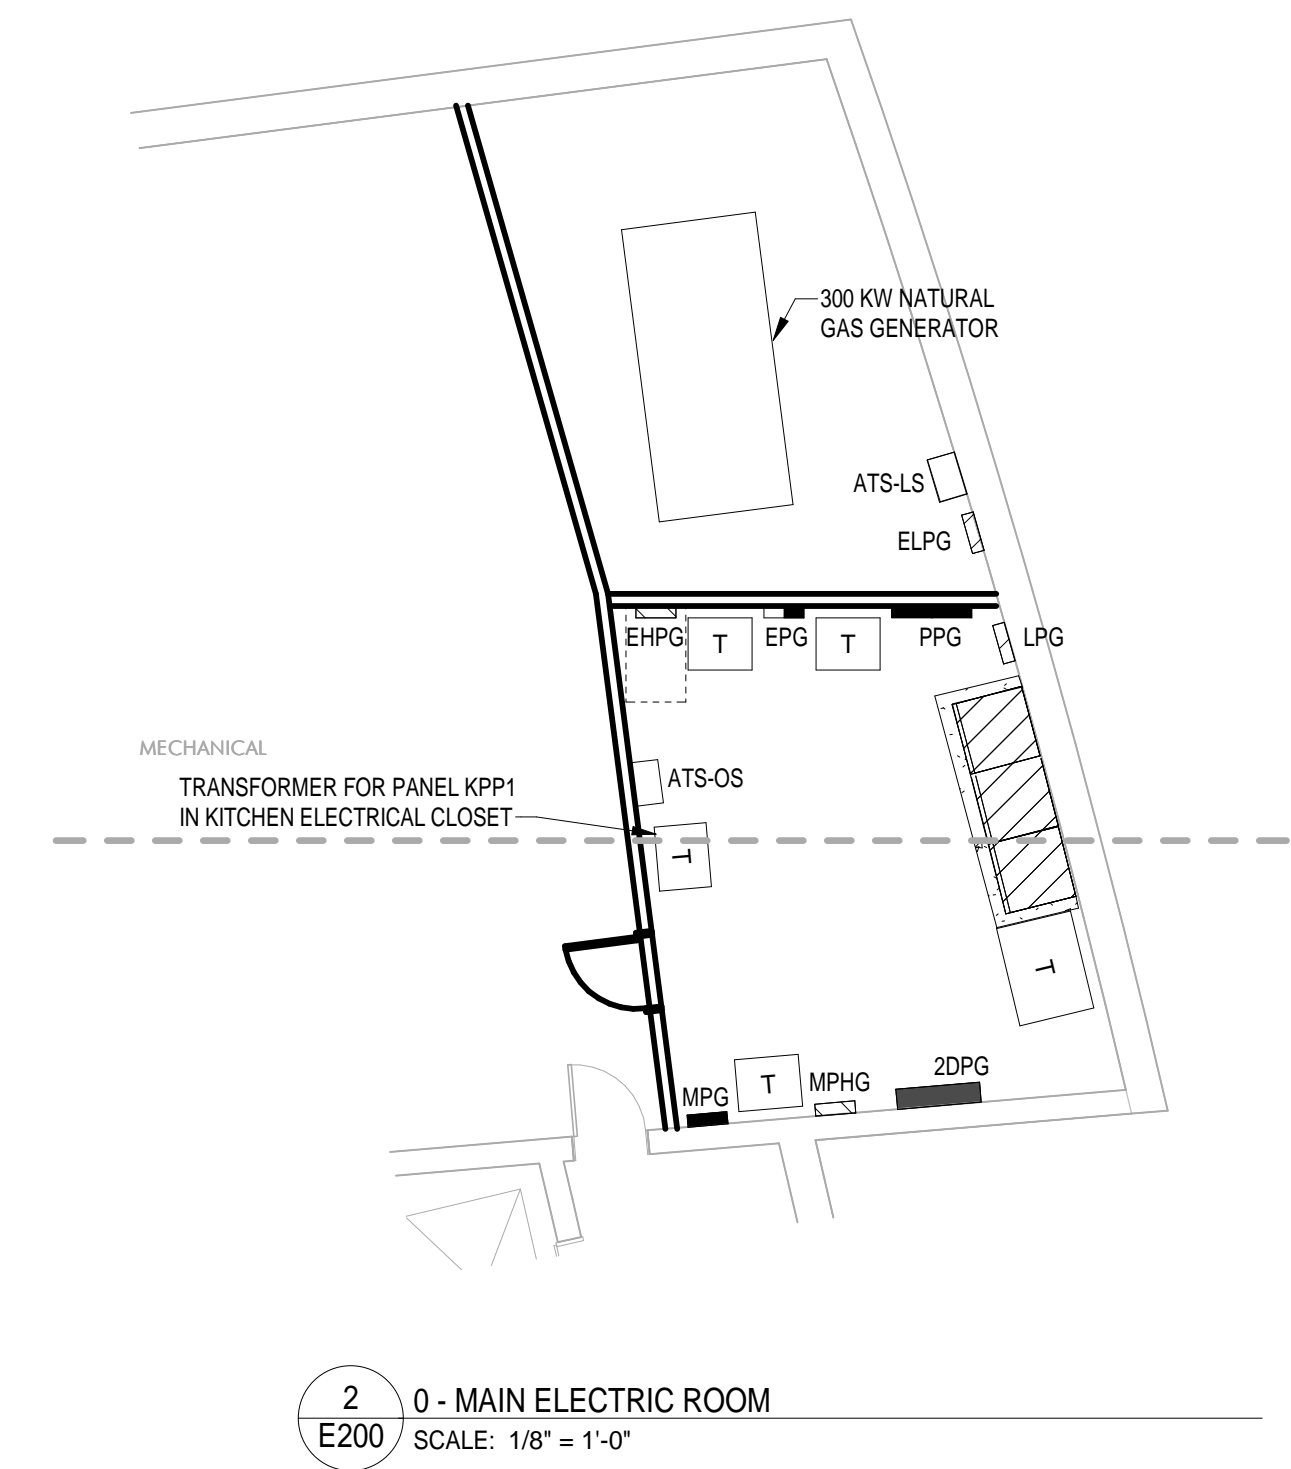 300 KW NATURAL
GAS GENERATOR
ATS-LS
ELPG
EHPG
T
EPG
T
PPG
LPG
MECHANICAL
TRANSFORMER FOR PANEL KPP1
IN KITCHEN ELECTRICAL CLOSET
ATS-OS
T
T
MPG
T
MPHG
2DPG
2
E200
0 - MAIN ELECTRIC ROOM
SCALE: 1/8" = 1'-0"